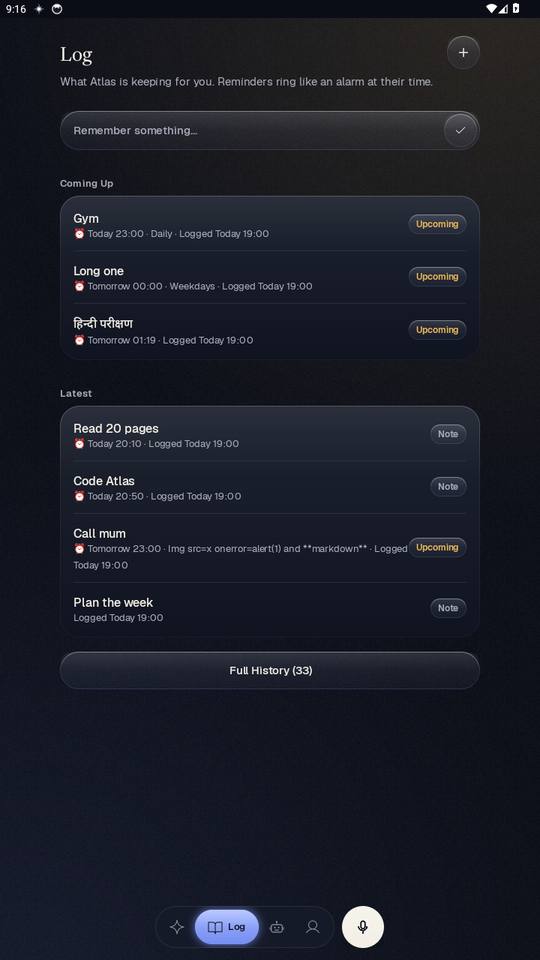 9:16
Log
What Atlas is keeping for you. Reminders ring like an alarm at their time.
Remember something...
Coming Up
Gym
⏰ Today 23:00 · Daily · Logged Today 19:00
Upcoming
Long one
⏰ Tomorrow 00:00 · Weekdays · Logged Today 19:00
Upcoming
हिन्दी परीक्षण
⏰ Tomorrow 01:19 · Logged Today 19:00
Upcoming
Latest
Read 20 pages
⏰ Today 20:10 · Logged Today 19:00
Note
Code Atlas
⏰ Today 20:50 · Logged Today 19:00
Note
Call mum
⏰ Tomorrow 23:00 · Img src=x onerror=alert(1) and **markdown** · Logged
Today 19:00
Upcoming
Plan the week
Logged Today 19:00
Note
Full History (33)
Log